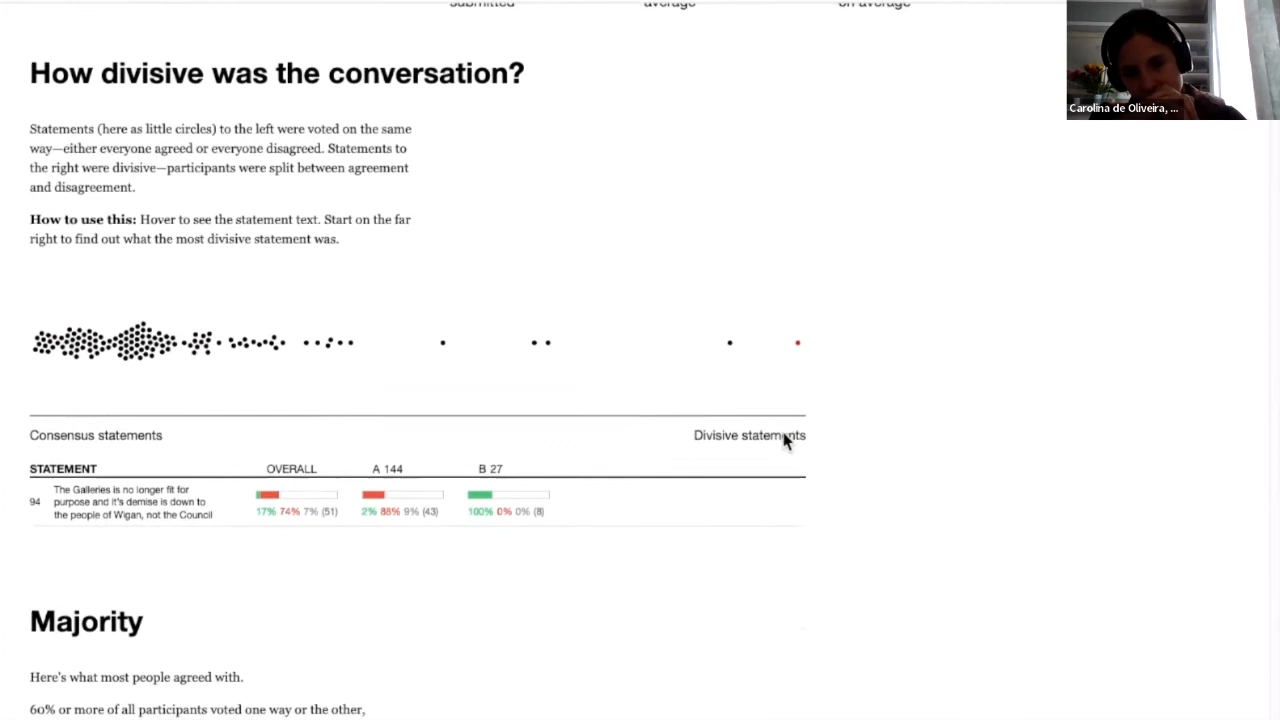 submitted average on average
Carolina de Oliveira, ...
How divisive was the conversation?
Statements (here as little circles) to the left were voted on the same
way—either everyone agreed or everyone disagreed. Statements to
the right were divisive—participants were split between agreement
and disagreement.
How to use this: Hover to see the statement text. Start on the far
right to find out what the most divisive statement was.
Consensus statements Divisive statements
STATEMENT OVERALL A 144 B 27
94 The Galleries is no longer fit for
purpose and it's demise is down to
the people of Wigan, not the Council
17% 74% 7% (51) 2% 88% 9% (43) 100% 0% 0% (8)
Majority
Here's what most people agreed with.
60% or more of all participants voted one way or the other,